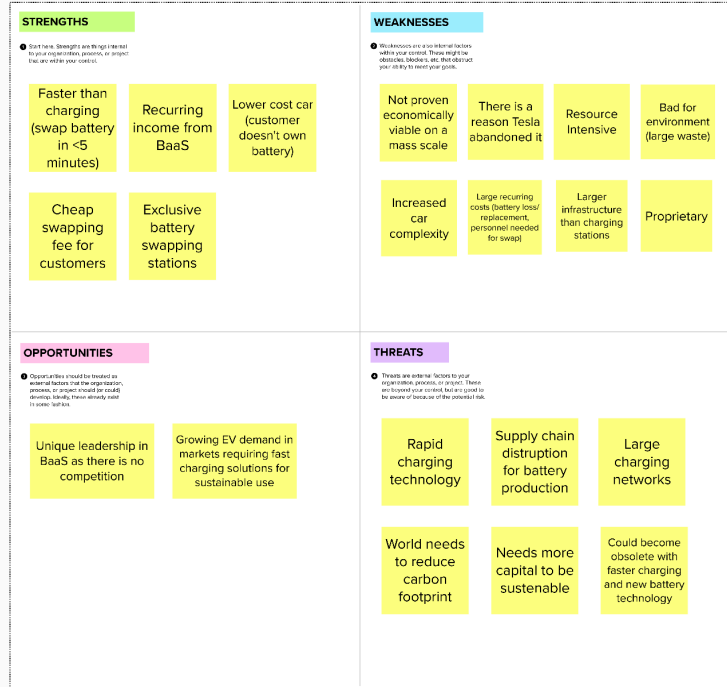 STRENGTHS
1 Start here. Strengths are things internal
to your organization, process, or project
that are within your control.
Faster than
charging
(swap battery
in <5
minutes)
Recurring
income from
BaaS
Lower cost car
(customer
doesn't own
battery)
Cheap
swapping
fee for
customers
Exclusive
battery
swapping
stations
WEAKNESSES
2 Weaknesses are also internal factors
within your control. These might be
obstacles, blockers, etc. that obstruct
your ability to meet your goals.
Not proven
economically
viable on a
mass scale
There is a
reason Tesla
abandoned it
Resource
Intensive
Bad for
environment
(large waste)
Increased
car
complexity
Large recurring
costs (battery loss/
replacement,
personnel needed
for swap)
Larger
infrastructure
than charging
stations
Proprietary
OPPORTUNITIES
3 Opportunities should be treated as
external factors that the organization,
process, or project should (or could)
develop. Ideally, these already exist
in some fashion.
Unique leadership in
BaaS as there is no
competition
Growing EV demand in
markets requiring fast
charging solutions for
sustainable use
THREATS
4 Threats are external factors to your
organization, process, or project. These
are beyond your control, but are good to
be aware of because of the potential risk.
Rapid
charging
technology
Supply chain
distruption
for battery
production
Large
charging
networks
World needs
to reduce
carbon
footprint
Needs more
capital to be
sustenable
Could become
obsolete with
faster charging
and new battery
technology